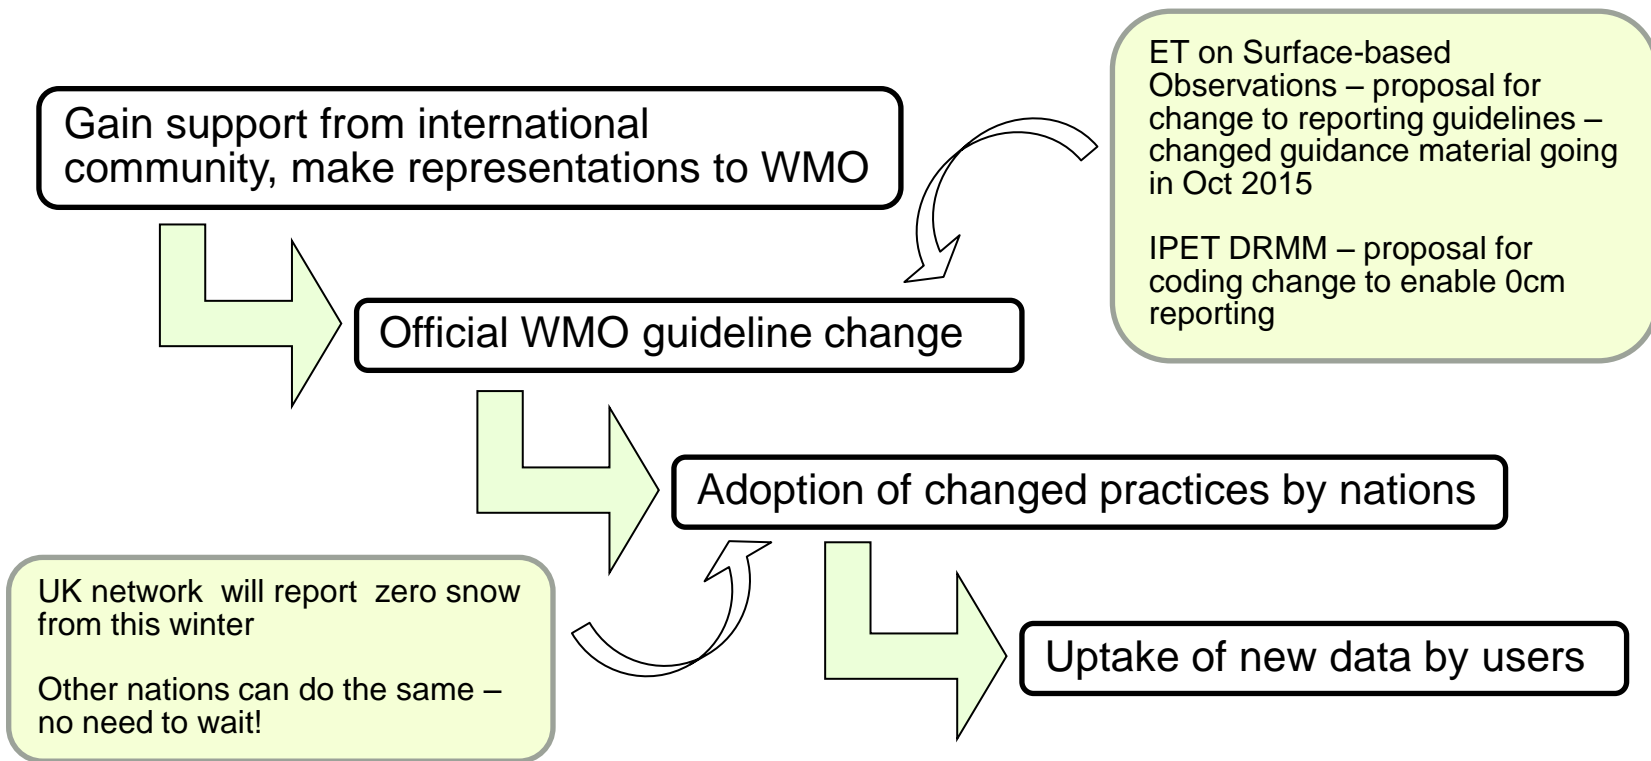 Gain support from international
community, make representations to WMO
ET on Surface-based
Observations – proposal for
change to reporting guidelines –
changed guidance material going
in Oct 2015
IPET DRMM – proposal for
coding change to enable 0cm
reporting
Official WMO guideline change
Adoption of changed practices by nations
UK network will report zero snow
from this winter
Other nations can do the same –
no need to wait!
Uptake of new data by users